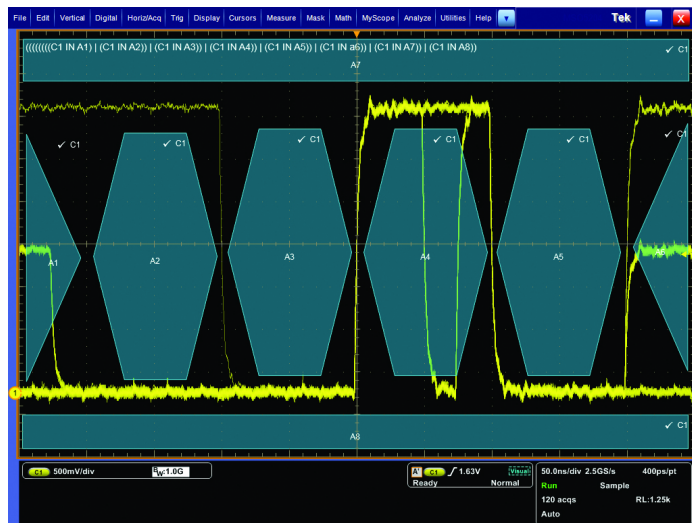 File Edit Vertical Digital Horiz/Acq Trig Display Cursors Measure Mask Math MyScope Analyze Utilities Help Tek X
((((((((C1 IN A1) | (C1 IN A2)) | (C1 IN A3)) | (C1 IN A4)) | (C1 IN A5)) | (C1 IN a6)) | (C1 IN A7)) | (C1 IN A8))
✓ C1
A7
✓ C1 ✓ C1 ✓ C1 ✓ C1 ✓ C1 ✓ C1
A1 A2 A3 A4 A5 A6
1
✓ C1
A8
C1 500mV/div BW:1.0G
A' C1 1.63V Visual
Ready Normal
50.0ns/div 2.5GS/s 400ps/pt
Run Sample
120 acqs RL:1.25k
Auto